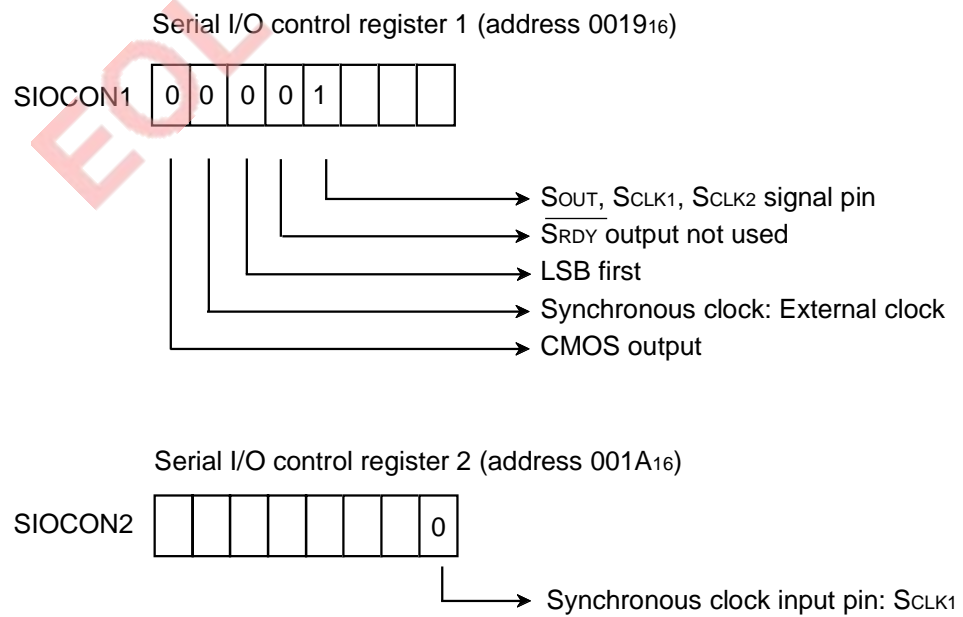 Serial I/O control register 1 (address 0019₁₆)
EOL
SIOCON1 0 0 0 0 1
SOUT, SCLK1, SCLK2 signal pin
S̅R̅D̅Y̅ output not used
LSB first
Synchronous clock: External clock
CMOS output
Serial I/O control register 2 (address 001A₁₆)
SIOCON2 0
Synchronous clock input pin: SCLK1